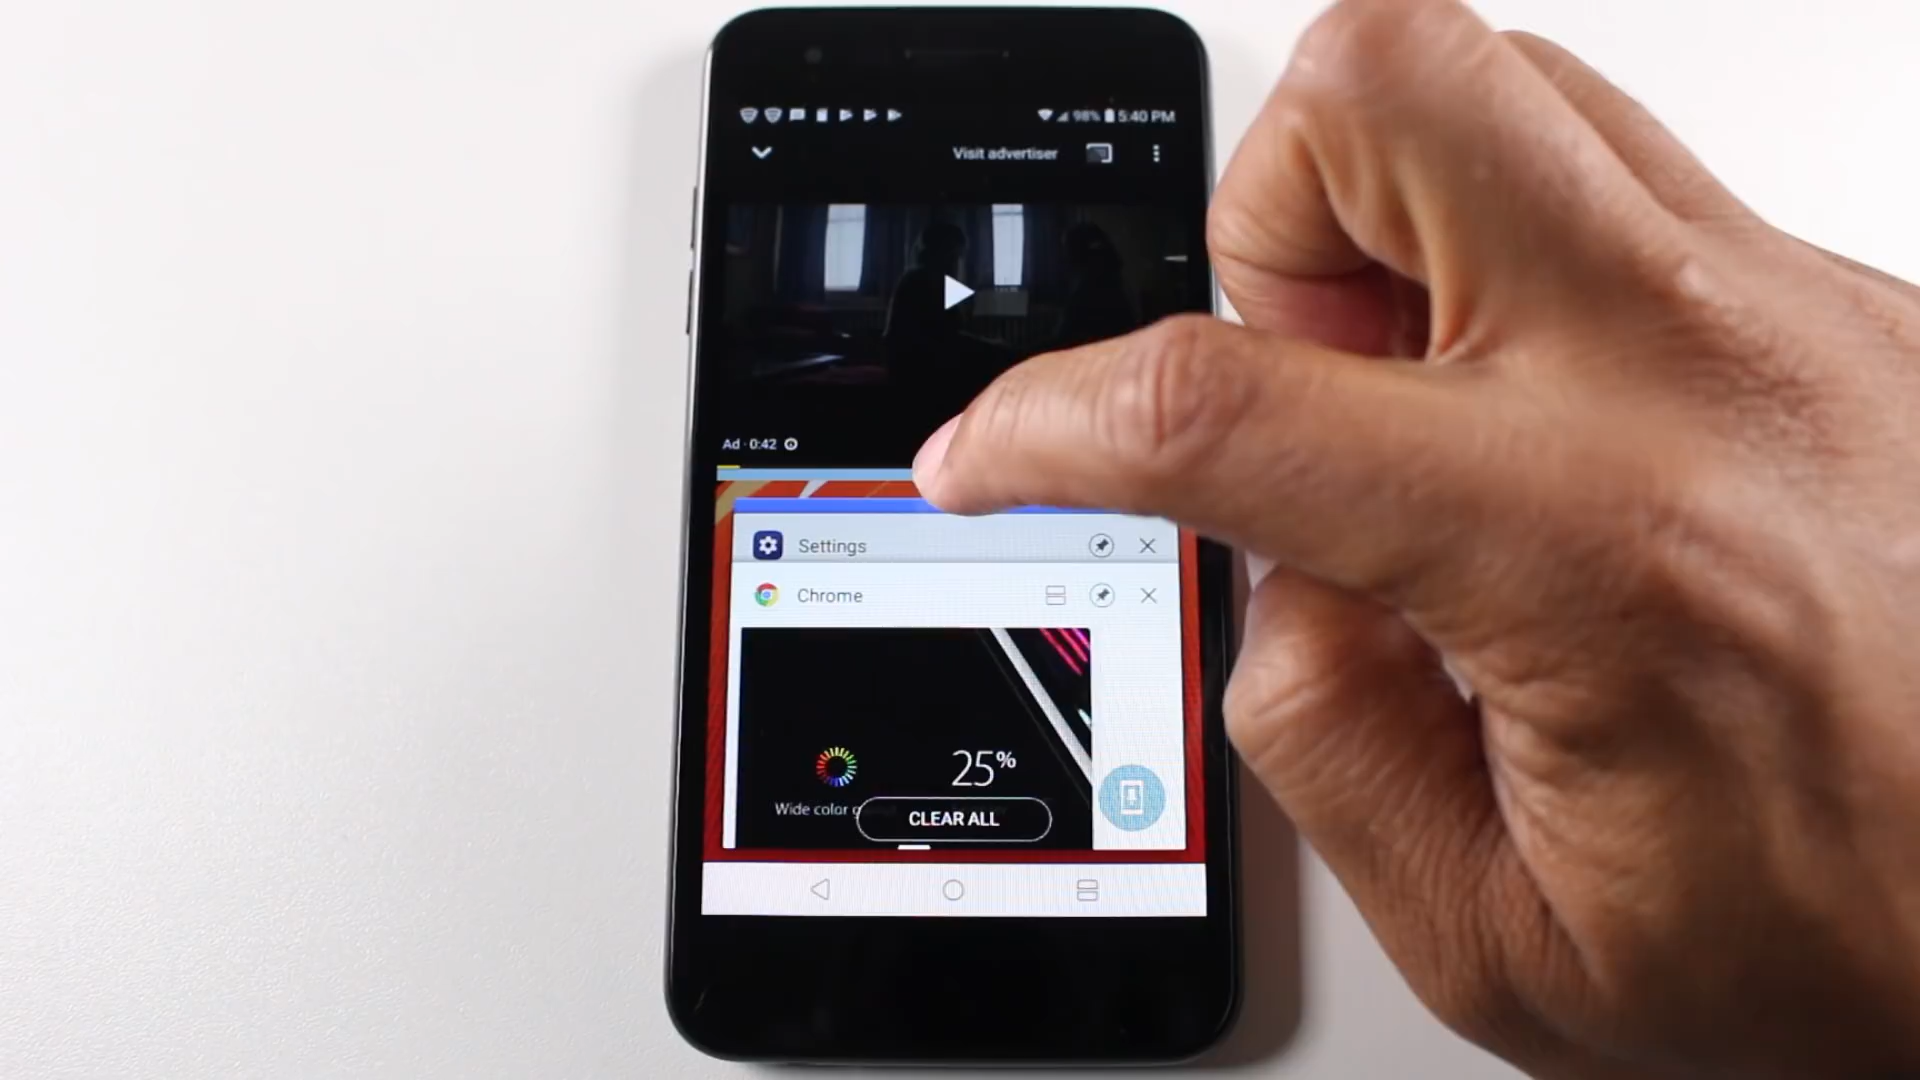 98% 5:40 PM
Visit advertiser
Ad · 0:42
Settings
Chrome
25%
Wide color g
CLEAR ALL